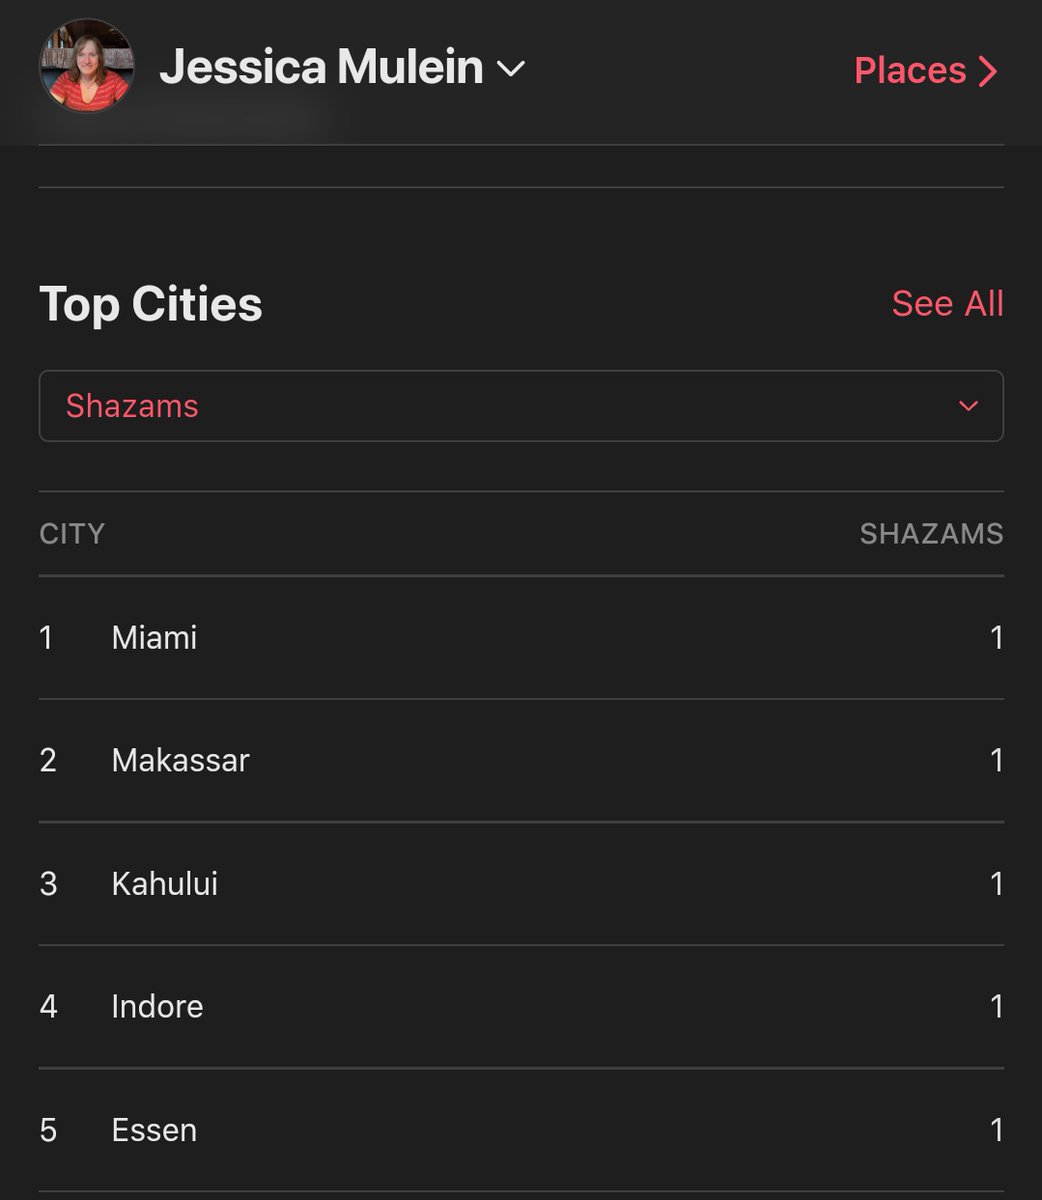 Jessica Mulein
Places
Top Cities
See All
Shazams
CITY SHAZAMS
1 Miami 1
2 Makassar 1
3 Kahului 1
4 Indore 1
5 Essen 1